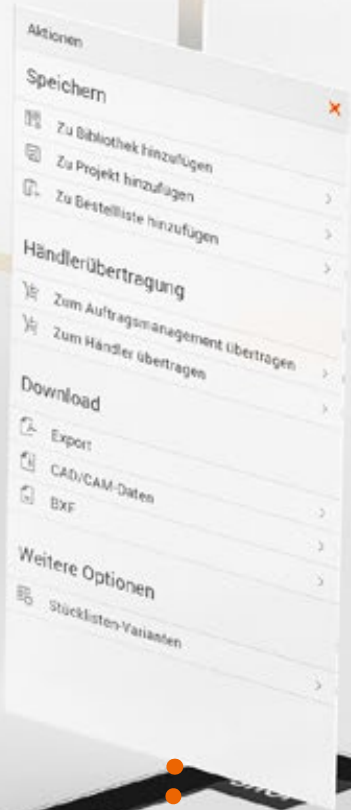 Aktionen
Speichern
Zu Bibliothek hinzufügen
Zu Projekt hinzufügen
Zu Bestellliste hinzufügen
Händlerübertragung
Zum Auftragsmanagement übertragen
Zum Händler übertragen
Download
Export
CAD/CAM-Daten
BXF
Weitere Optionen
Stücklisten-Varianten